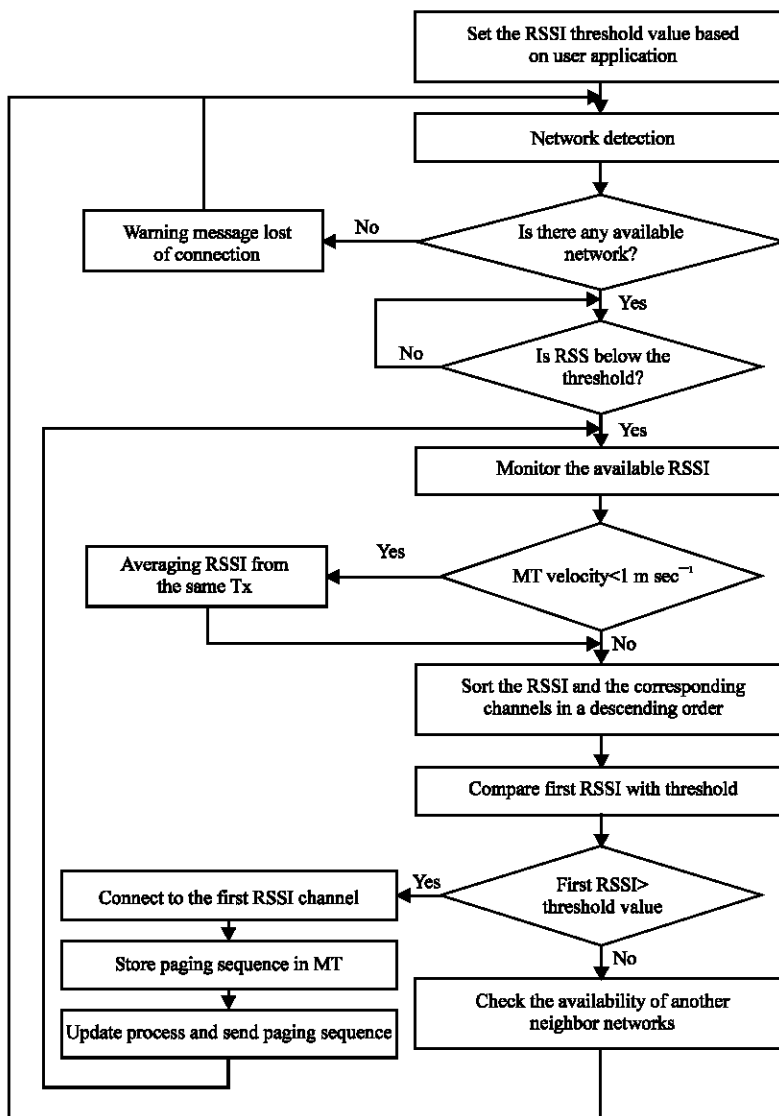 Set the RSSI threshold value based
on user application
Network detection
Is there any available
network?
No
Warning message lost
of connection
Yes
Is RSS below the
threshold?
No
Yes
Monitor the available RSSI
MT velocity<1 m sec⁻¹
Yes
Averaging RSSI from
the same Tx
No
Sort the RSSI and the corresponding
channels in a descending order
Compare first RSSI with threshold
First RSSI>
threshold value
Yes
Connect to the first RSSI channel
Store paging sequence in MT
Update process and send paging sequence
No
Check the availability of another
neighbor networks